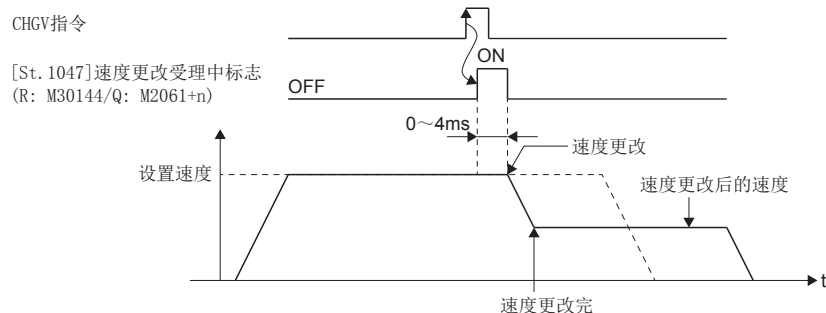 CHGV指令
[St.1047]速度更改受理中标志
(R: M30144/Q: M2061+n)
ON
OFF
0～4ms
速度更改
设置速度
速度更改后的速度
t
速度更改完